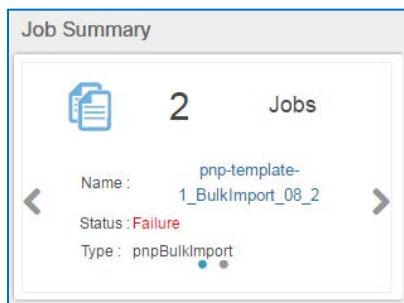 Job Summary
2 Jobs
Name : pnp-template-
1_BulkImport_08_2
Status : Failure
Type : pnpBulkImport